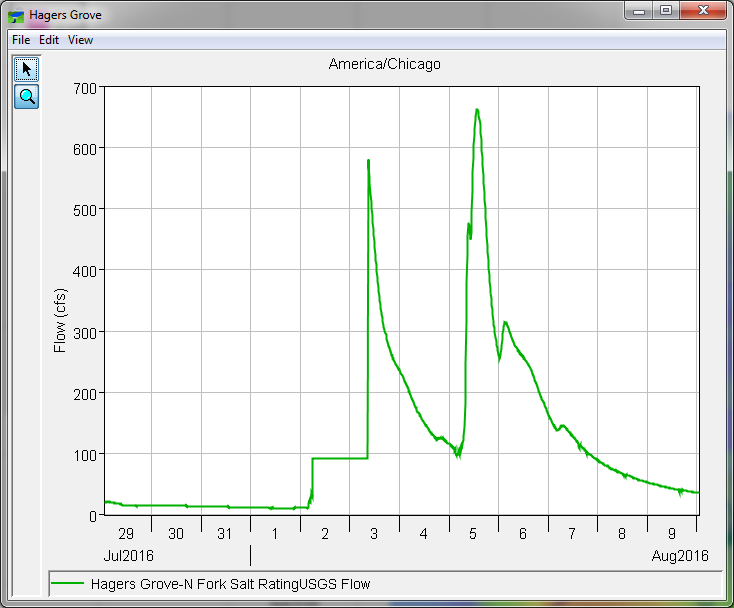 Hagers Grove
File Edit View
America/Chicago
700
600
500
400
300
200
100
0
Flow (cfs)
29 30 31 1 2 3 4 5 6 7 8 9
Jul2016 Aug2016
Hagers Grove-N Fork Salt RatingUSGS Flow